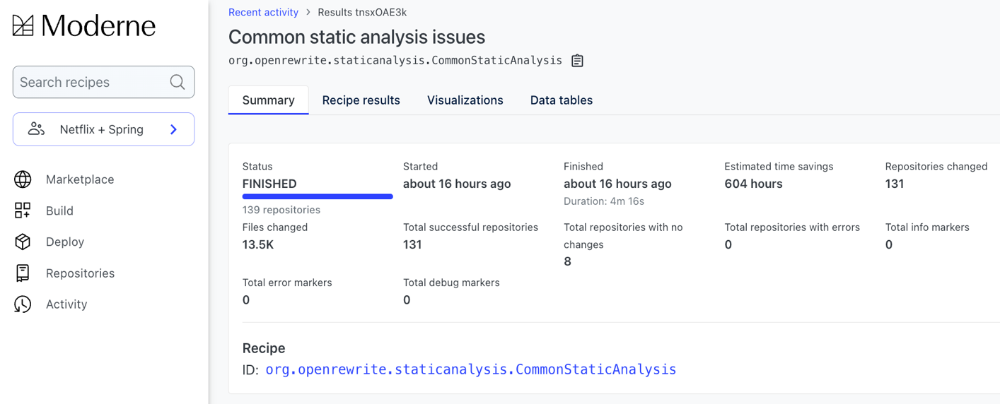 Moderne
Search recipes
Netflix + Spring
Marketplace
Build
Deploy
Repositories
Activity
Recent activity > Results tnsxOAE3k
Common static analysis issues
org.openrewrite.staticanalysis.CommonStaticAnalysis
Summary Recipe results Visualizations Data tables
Status
FINISHED
139 repositories
Started
about 16 hours ago
Finished
about 16 hours ago
Duration: 4m 16s
Estimated time savings
604 hours
Repositories changed
131
Files changed
13.5K
Total successful repositories
131
Total repositories with no
changes
8
Total repositories with errors
0
Total info markers
0
Total error markers
0
Total debug markers
0
Recipe
ID: org.openrewrite.staticanalysis.CommonStaticAnalysis